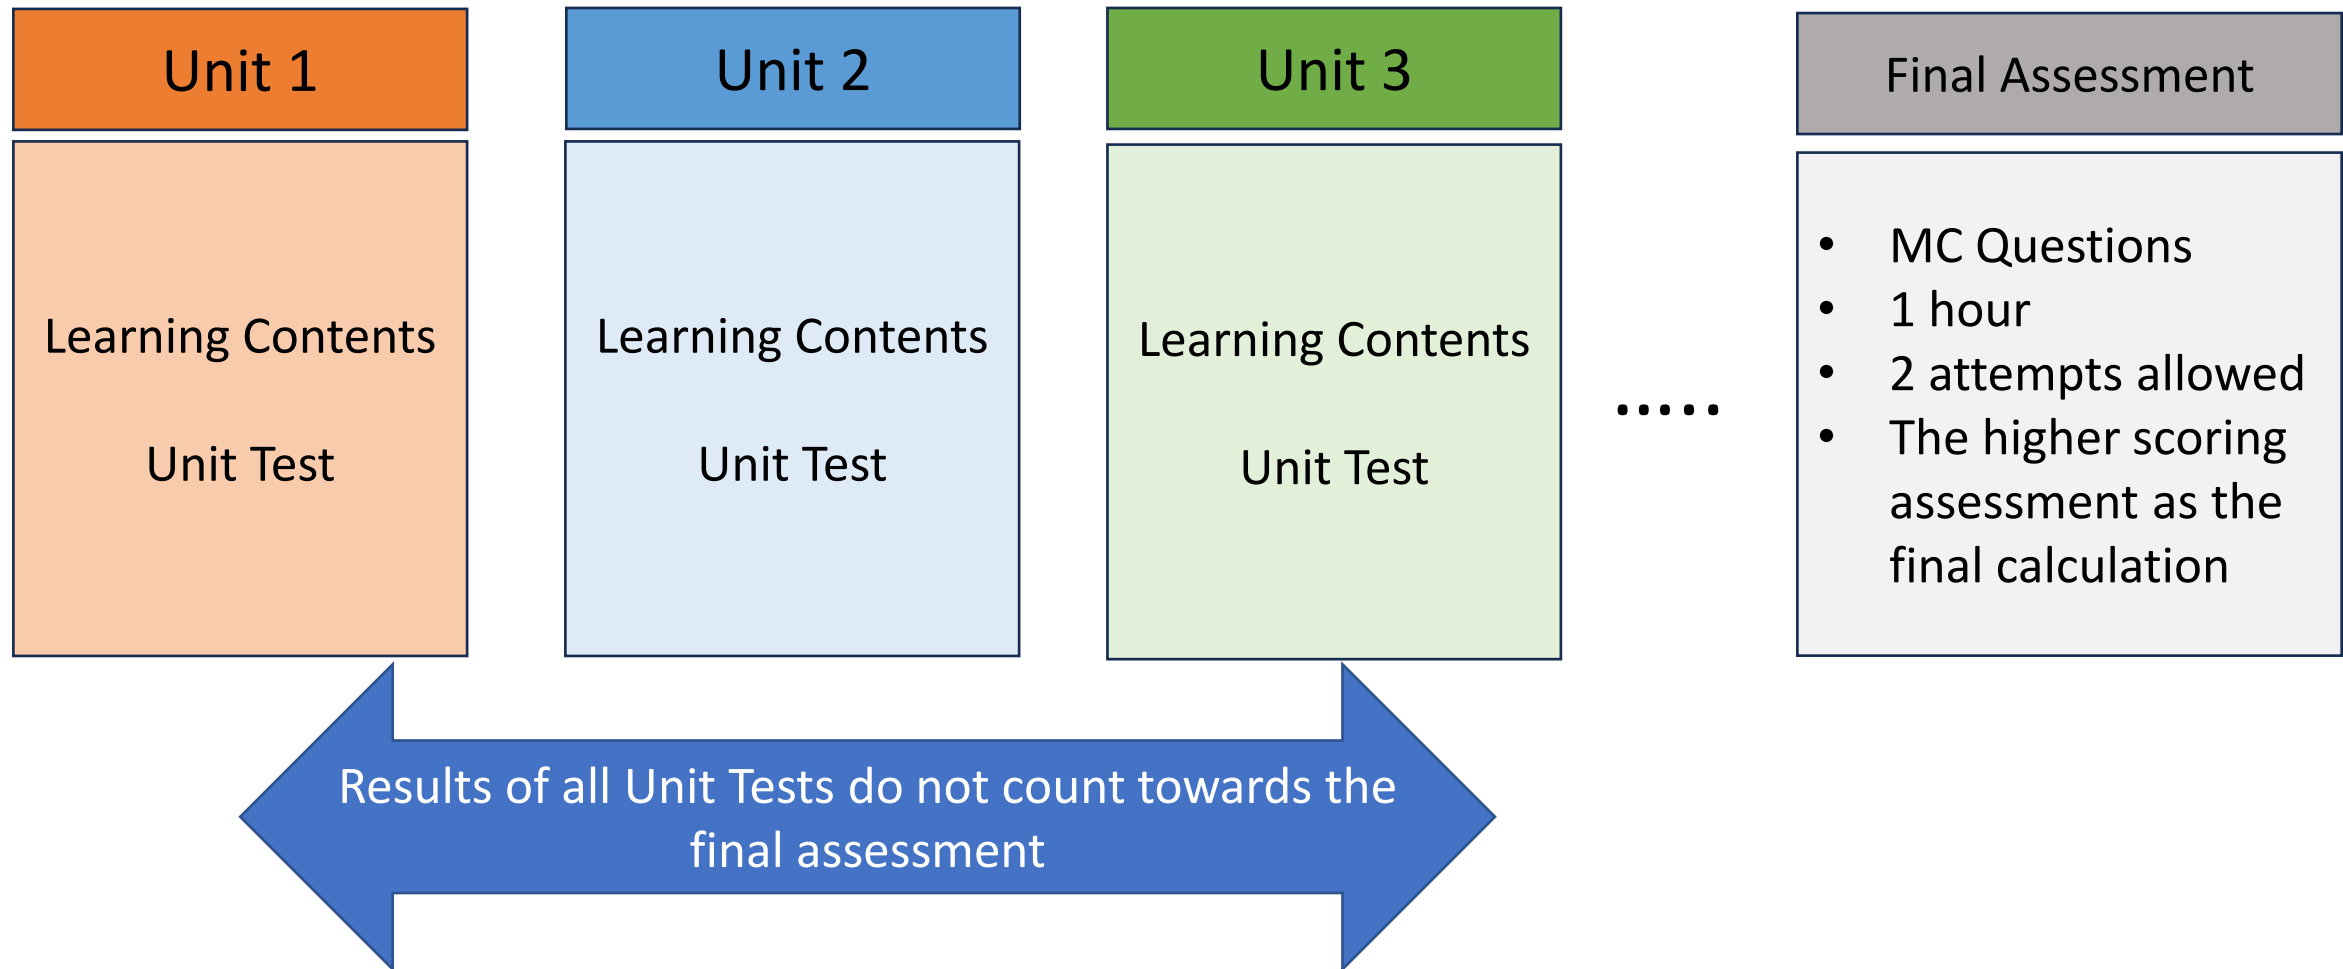 Unit 1
Learning Contents
Unit Test
Unit 2
Learning Contents
Unit Test
Unit 3
Learning Contents
Unit Test
.....
Final Assessment
• MC Questions
• 1 hour
• 2 attempts allowed
• The higher scoring
assessment as the
final calculation
Results of all Unit Tests do not count towards the
final assessment